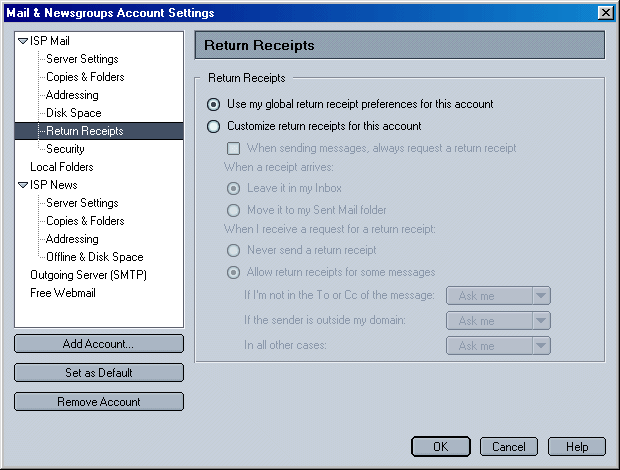 Mail & Newsgroups Account Settings
ISP Mail
Server Settings
Copies & Folders
Addressing
Disk Space
Return Receipts
Security
Local Folders
ISP News
Server Settings
Copies & Folders
Addressing
Offline & Disk Space
Outgoing Server (SMTP)
Free Webmail
Add Account...
Set as Default
Remove Account
Return Receipts
Return Receipts
Use my global return receipt preferences for this account
Customize return receipts for this account
When sending messages, always request a return receipt
When a receipt arrives:
Leave it in my Inbox
Move it to my Sent Mail folder
When I receive a request for a return receipt:
Never send a return receipt
Allow return receipts for some messages
If I'm not in the To or Cc of the message: Ask me
If the sender is outside my domain: Ask me
In all other cases: Ask me
OK Cancel Help